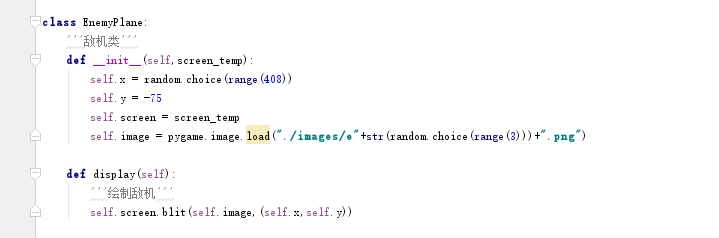 class EnemyPlane:
    '''敌机类'''
    def __init__(self,screen_temp):
        self.x = random.choice(range(408))
        self.y = -75
        self.screen = screen_temp
        self.image = pygame.image.load("./images/e"+str(random.choice(range(3)))+".png")

    def display(self):
        '''绘制敌机'''
        self.screen.blit(self.image,(self.x,self.y))